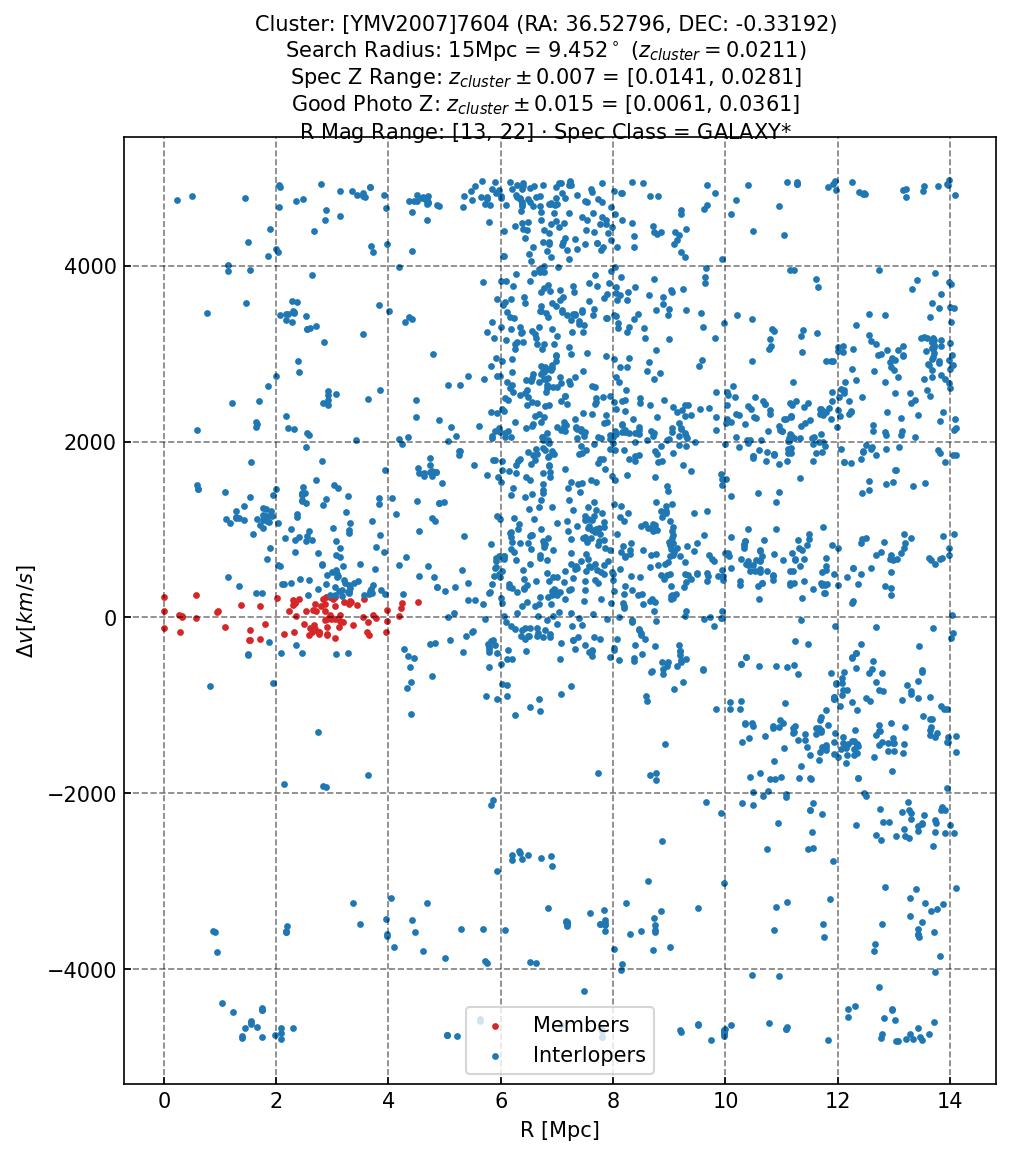 Cluster: [YMV2007]7604 (RA: 36.52796, DEC: -0.33192)
Search Radius: 15Mpc = 9.452° (z_cluster = 0.0211)
Spec Z Range: z_cluster ± 0.007 = [0.0141, 0.0281]
Good Photo Z: z_cluster ± 0.015 = [0.0061, 0.0361]
R Mag Range: [13, 22] · Spec Class = GALAXY*
4000
2000
0
−2000
−4000
Δv[km/s]
Members
Interlopers
0 2 4 6 8 10 12 14
R [Mpc]